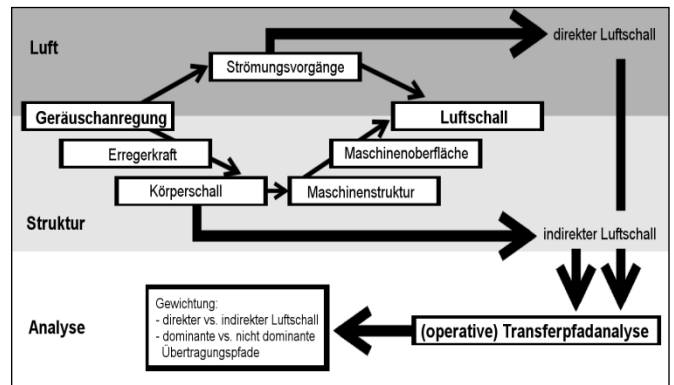 direkter Luftschall
Luft
Strömungsvorgänge
Geräuschanregung
Luftschall
Erregerkraft
Maschinenoberfläche
Körperschall
Maschinenstruktur
Struktur
indirekter Luftschall
Gewichtung:
- direkter vs. indirekter Luftschall
- dominante vs. nicht dominante
Übertragungspfade
Analyse
(operative) Transferpfadanalyse